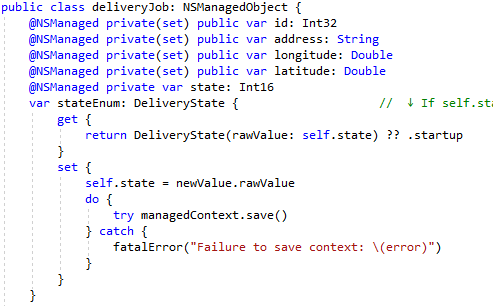 public class deliveryJob: NSManagedObject {
    @NSManaged private(set) public var id: Int32
    @NSManaged private(set) public var address: String
    @NSManaged private(set) public var longitude: Double
    @NSManaged private(set) public var latitude: Double
    @NSManaged private var state: Int16
    var stateEnum: DeliveryState {                    // ↓ If self.sta
        get {
            return DeliveryState(rawValue: self.state) ?? .startup
        }
        set {
            self.state = newValue.rawValue
            do {
                try managedContext.save()
            } catch {
                fatalError("Failure to save context: \(error)")
            }
        }
    }